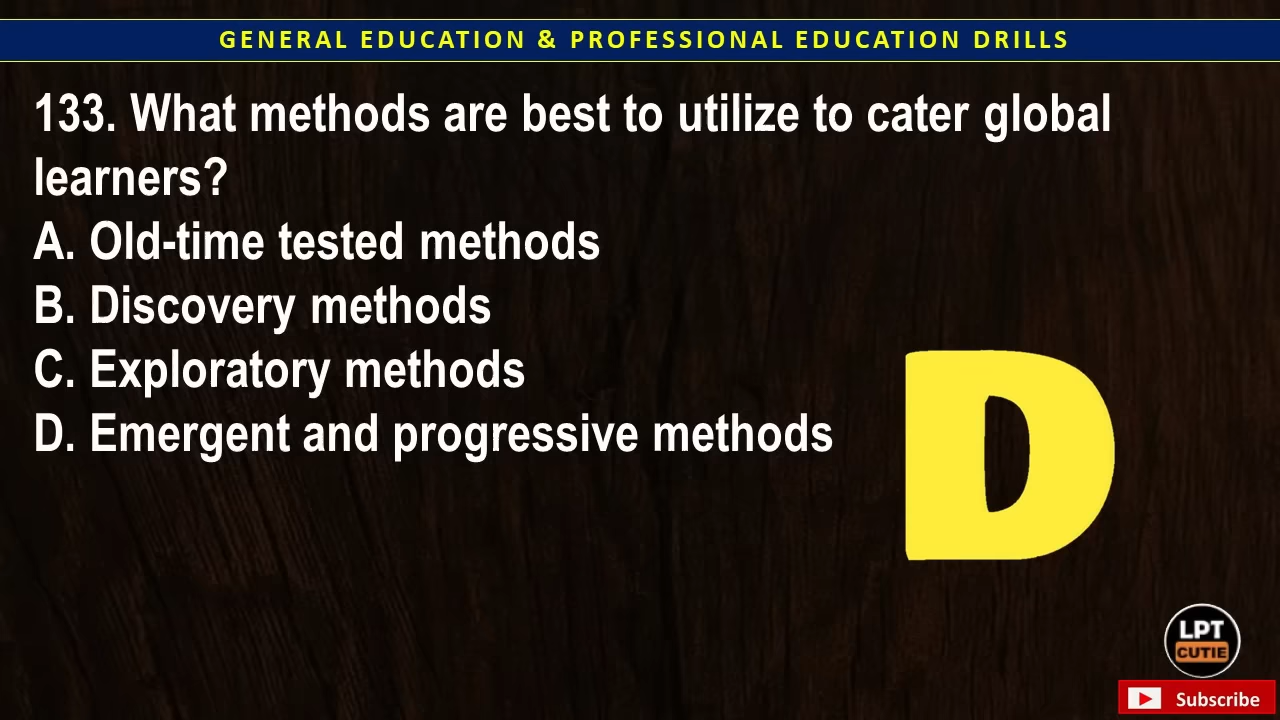 GENERAL EDUCATION & PROFESSIONAL EDUCATION DRILLS
133. What methods are best to utilize to cater global
learners?
A. Old-time tested methods
B. Discovery methods
C. Exploratory methods
D. Emergent and progressive methods
D
LPT
CUTIE
Subscribe